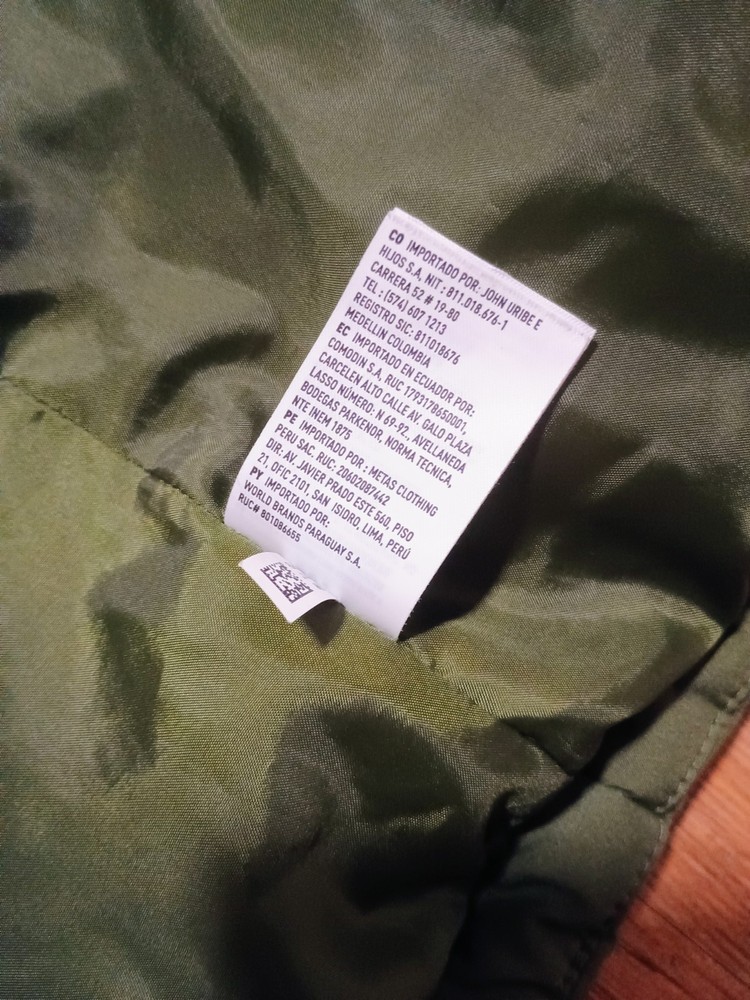 CO IMPORTADO POR: JOHN URIBE E
HIJOS S.A, NIT : 811.018.676-1
CARRERA 52 # 19-80
TEL : (574) 607 1213
REGISTRO SIC: 811018676
MEDELLIN COLOMBIA
EC IMPORTADO EN ECUADOR POR:
COMODIN S.A, RUC 1793178650001,
CARCELEN ALTO CALLE AV. GALO PLAZA
LASSO NÚMERO: N 69-92., AVELLANEDA
BODEGAS PARKENOR, NORMA TECNICA,
NTE INEM 1875
PE IMPORTADO POR : METAS CLOTHING
PERU SAC. RUC: 20602087442
DIR: AV. JAVIER PRADO ESTE 560, PISO
21, OFIC 2101, SAN ISIDRO, LIMA, PERÚ
PY IMPORTADO POR:
WORLD BRANDS PARAGUAY S.A.
RUC# 801086655